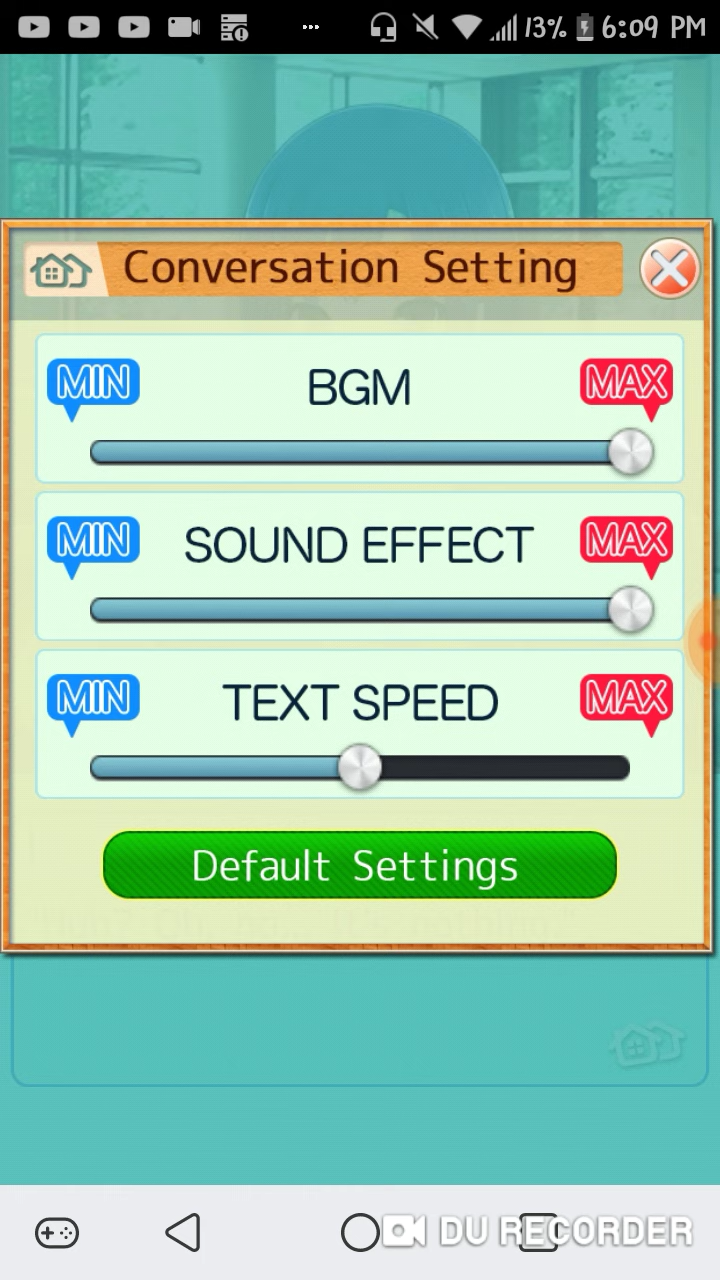 13% 6:09 PM
Conversation Setting
MIN BGM MAX
MIN SOUND EFFECT MAX
MIN TEXT SPEED MAX
Default Settings
DU RECORDER